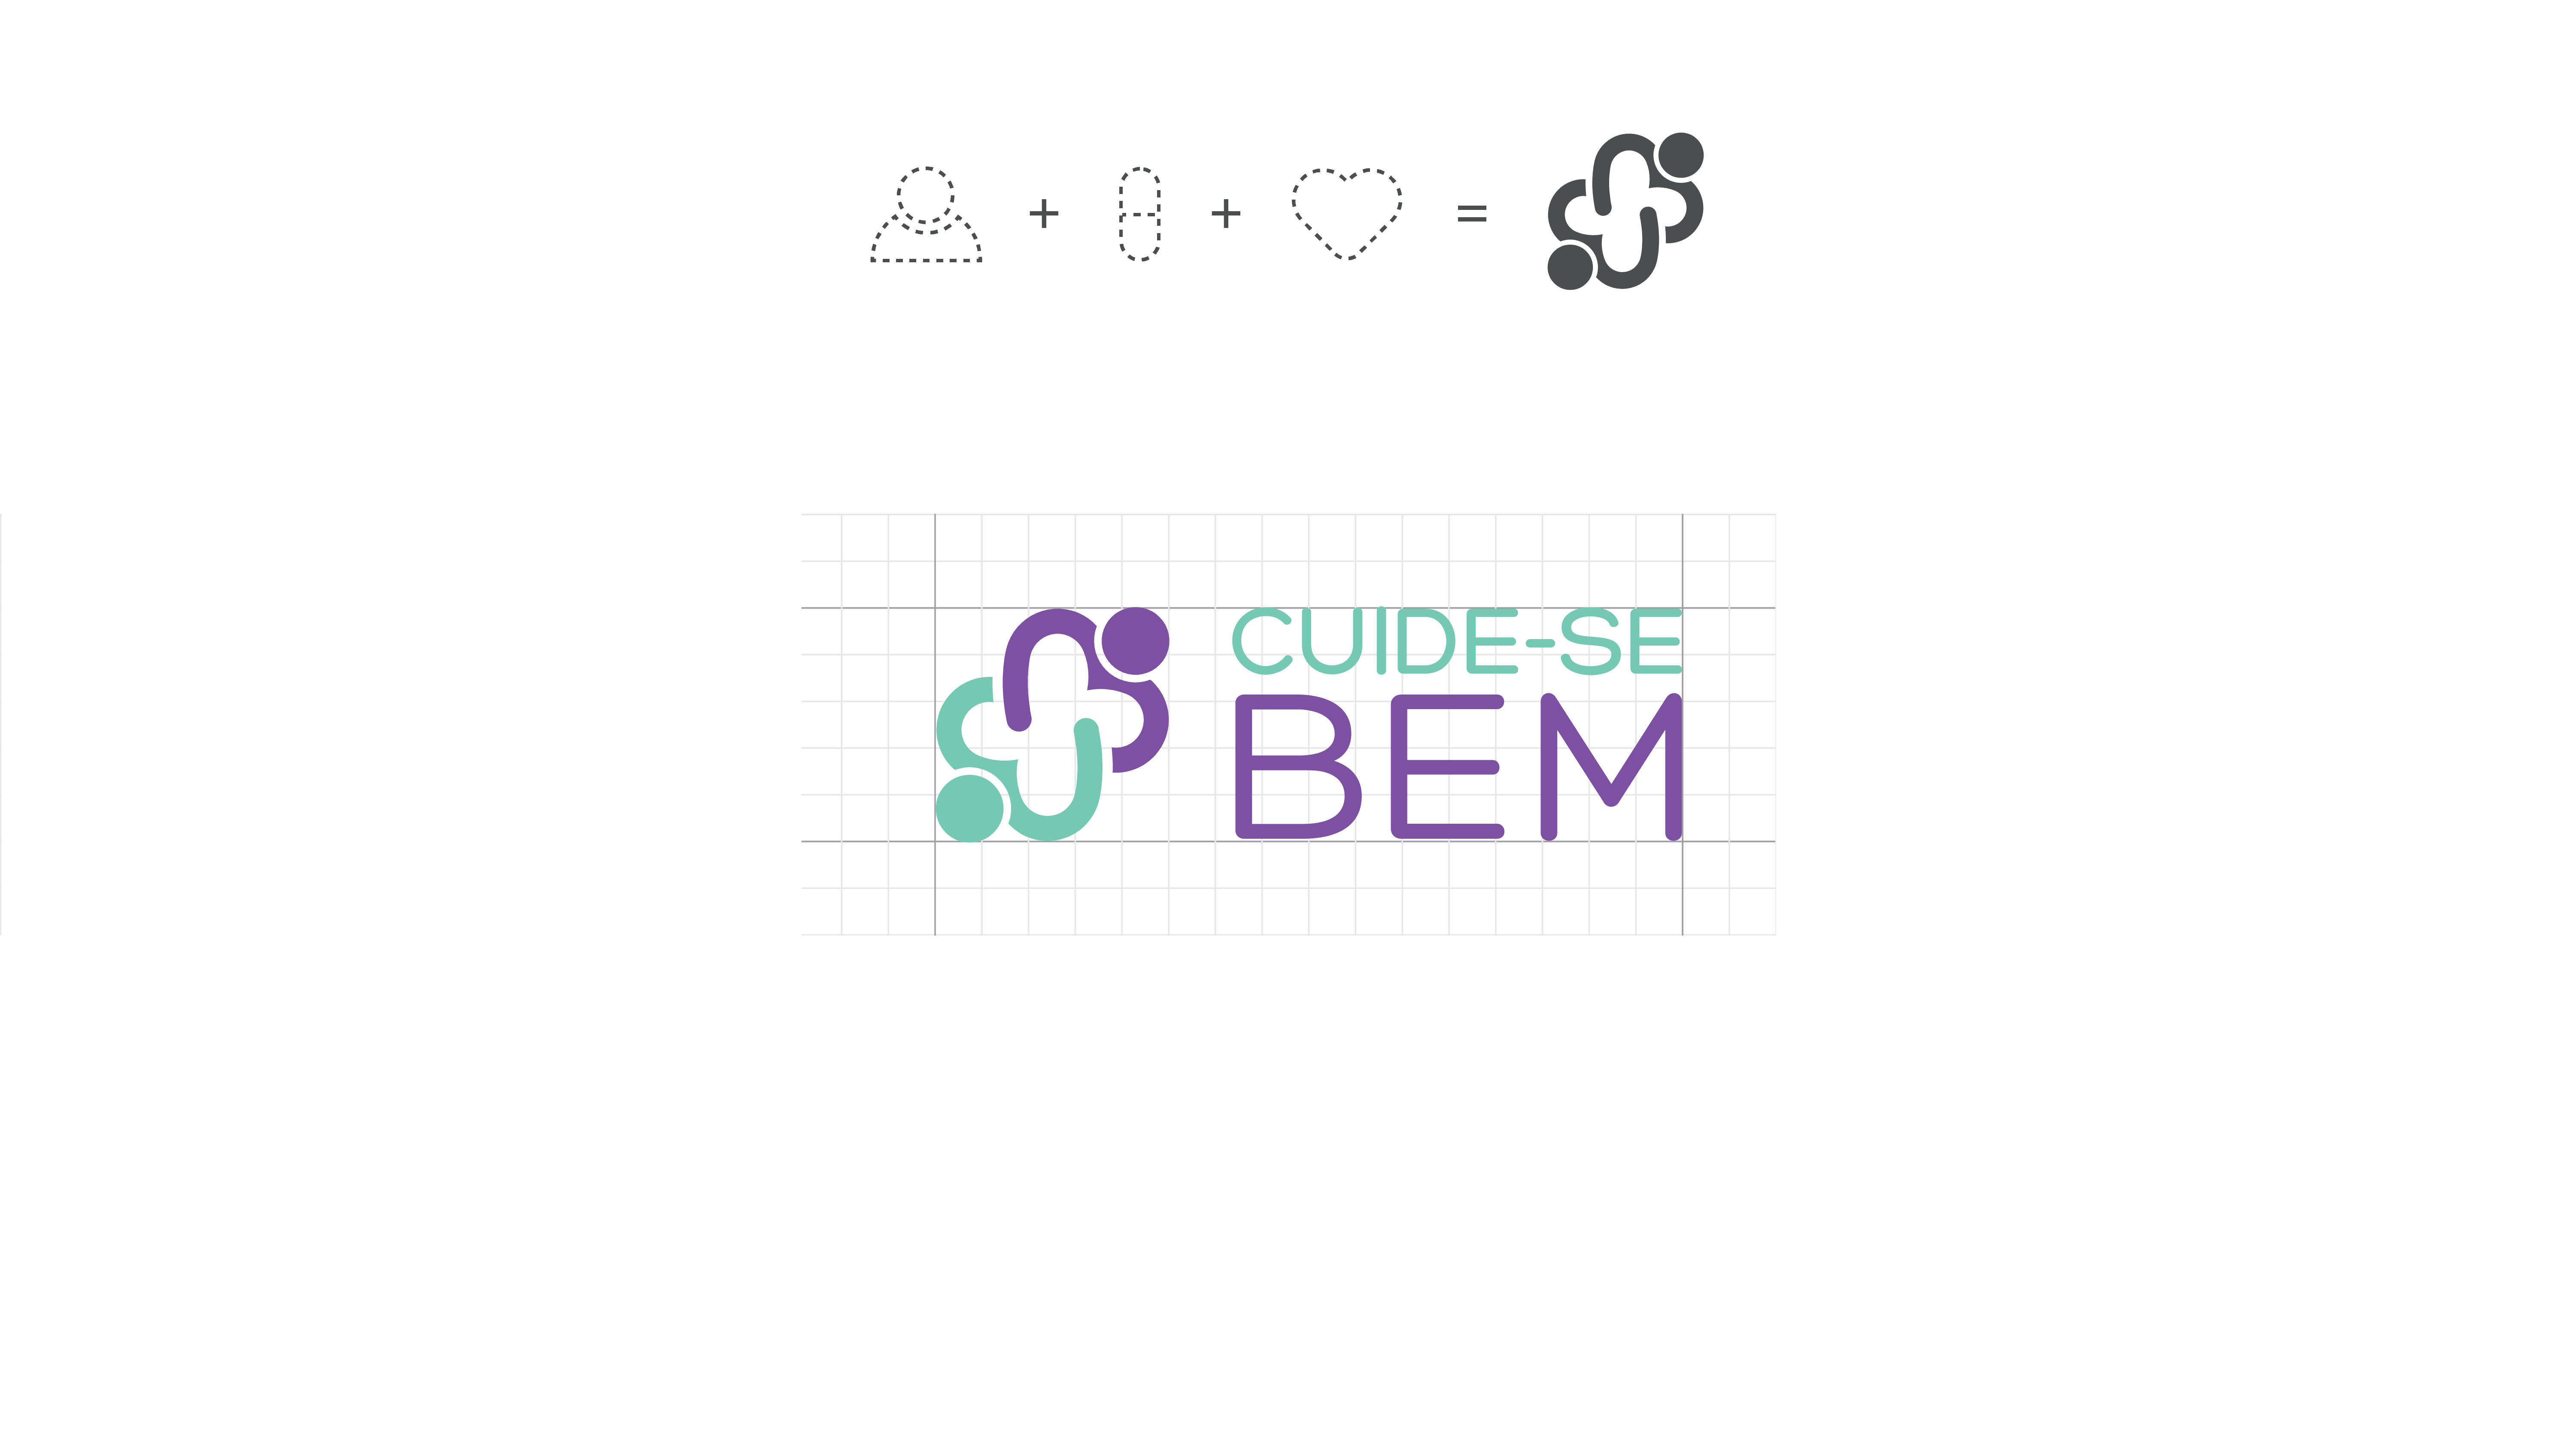 + + =
CUIDE-SE
BEM